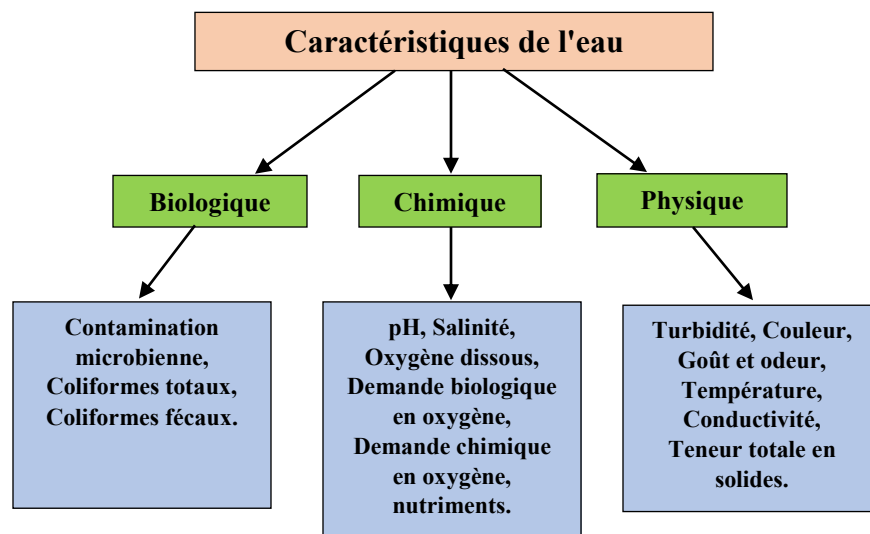 Caractéristiques de l'eau
Biologique
Chimique
Physique
Contamination
microbienne,
Coliformes totaux,
Coliformes fécaux.
pH, Salinité,
Oxygène dissous,
Demande biologique
en oxygène,
Demande chimique
en oxygène,
nutriments.
Turbidité, Couleur,
Goût et odeur,
Température,
Conductivité,
Teneur totale en
solides.